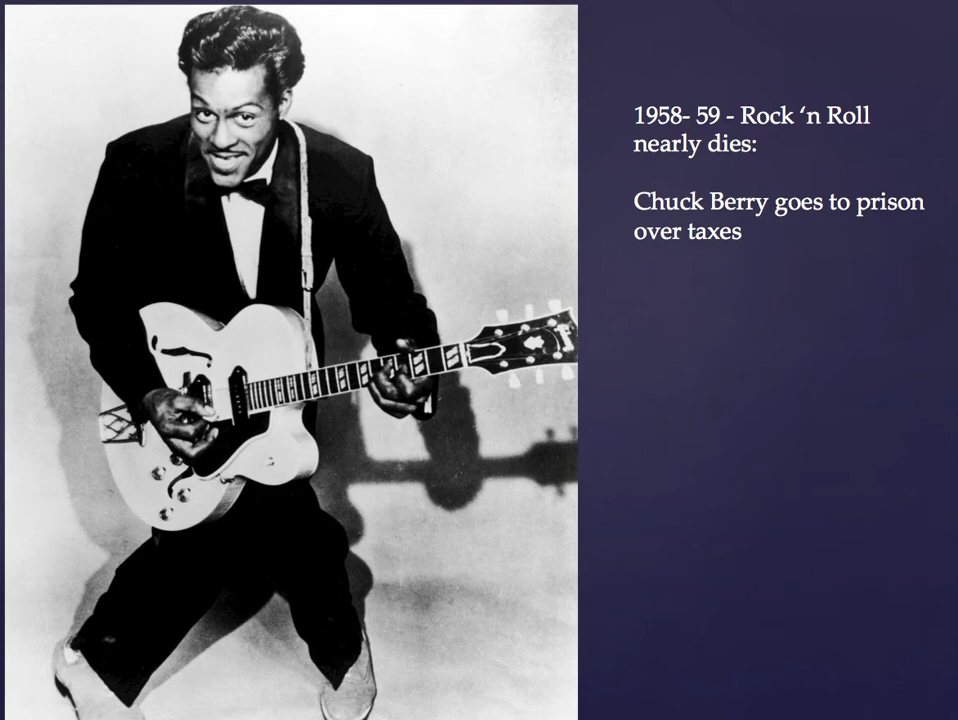 1958- 59 - Rock ‘n Roll
nearly dies:
Chuck Berry goes to prison
over taxes